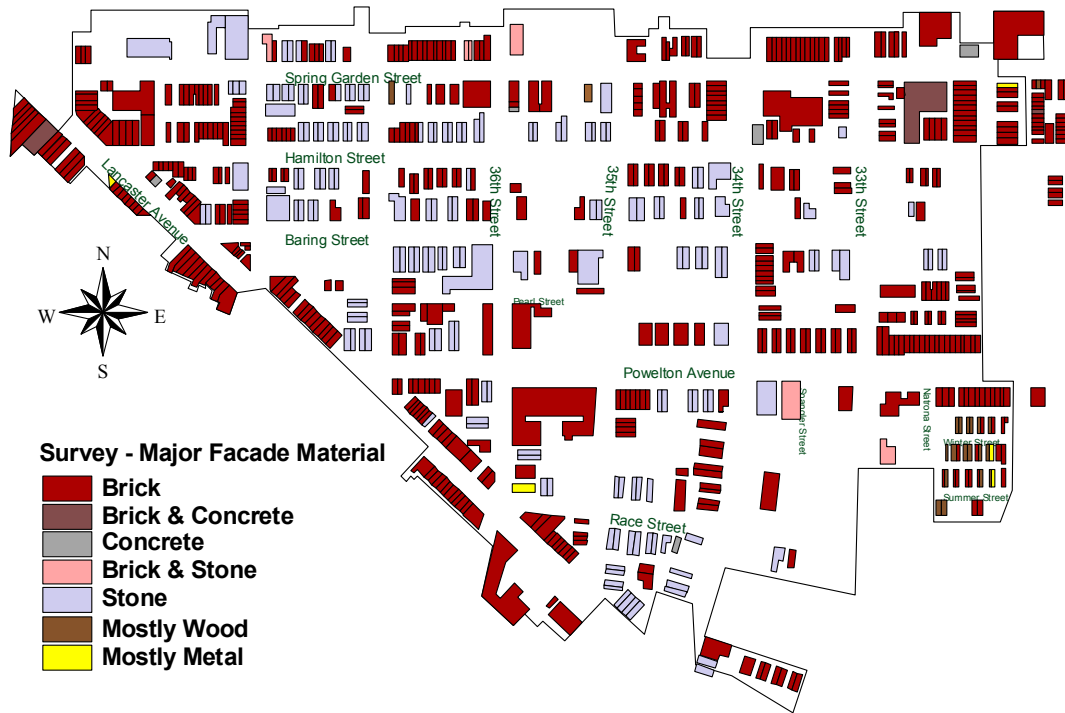 Spring Garden Street
Hamilton Street
Lancaster Avenue
36th Street
35th Street
34th Street
33th Street
Baring Street
N
W
E
S
Pearl Street
Powelton Avenue
Spangler Street
Natrona Street
Winter Street
Summer Street
Race Street
Survey - Major Facade Material
Brick
Brick & Concrete
Concrete
Brick & Stone
Stone
Mostly Wood
Mostly Metal